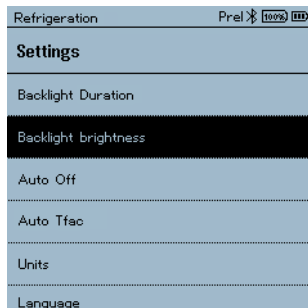 Refrigeration Prel 100%
Settings
Backlight Duration
Backlight brightness
Auto Off
Auto Tfac
Units
Language